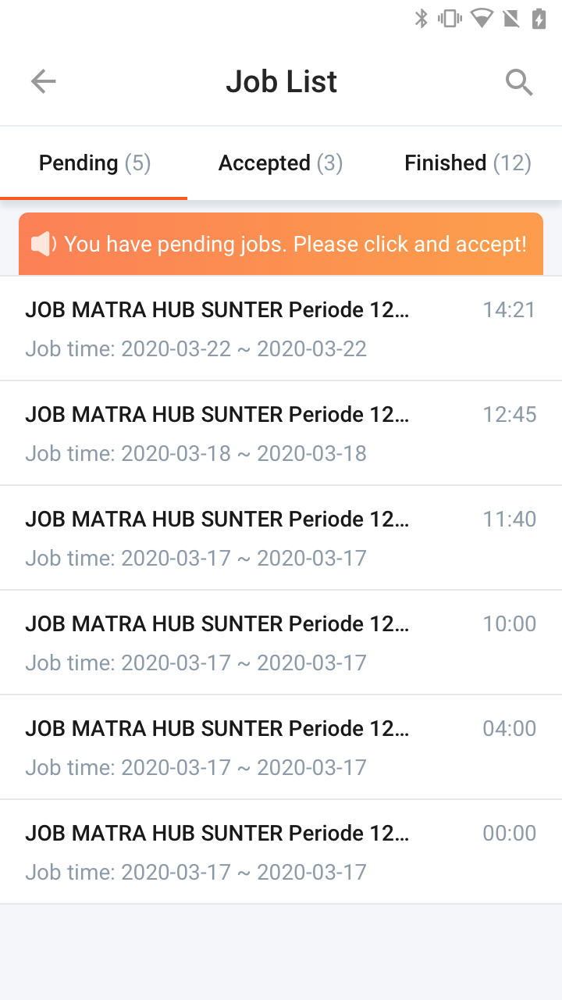 Job List
Pending (5) Accepted (3) Finished (12)
You have pending jobs. Please click and accept!
JOB MATRA HUB SUNTER Periode 12... 14:21
Job time: 2020-03-22 ~ 2020-03-22
JOB MATRA HUB SUNTER Periode 12... 12:45
Job time: 2020-03-18 ~ 2020-03-18
JOB MATRA HUB SUNTER Periode 12... 11:40
Job time: 2020-03-17 ~ 2020-03-17
JOB MATRA HUB SUNTER Periode 12... 10:00
Job time: 2020-03-17 ~ 2020-03-17
JOB MATRA HUB SUNTER Periode 12... 04:00
Job time: 2020-03-17 ~ 2020-03-17
JOB MATRA HUB SUNTER Periode 12... 00:00
Job time: 2020-03-17 ~ 2020-03-17